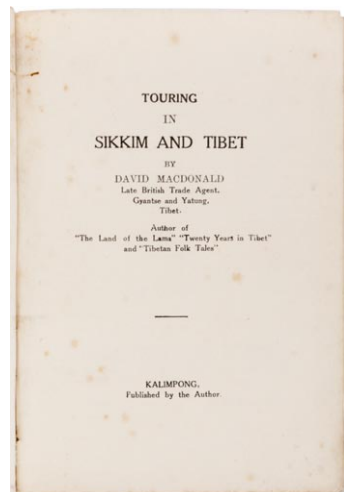 TOURING
IN
SIKKIM AND TIBET
BY
DAVID MACDONALD
Late British Trade Agent,
Gyantse and Yatung,
Tibet.
Author of
"The Land of the Lama" "Twenty Years in Tibet"
and "Tibetan Folk Tales"
KALIMPONG,
Published by the Author.